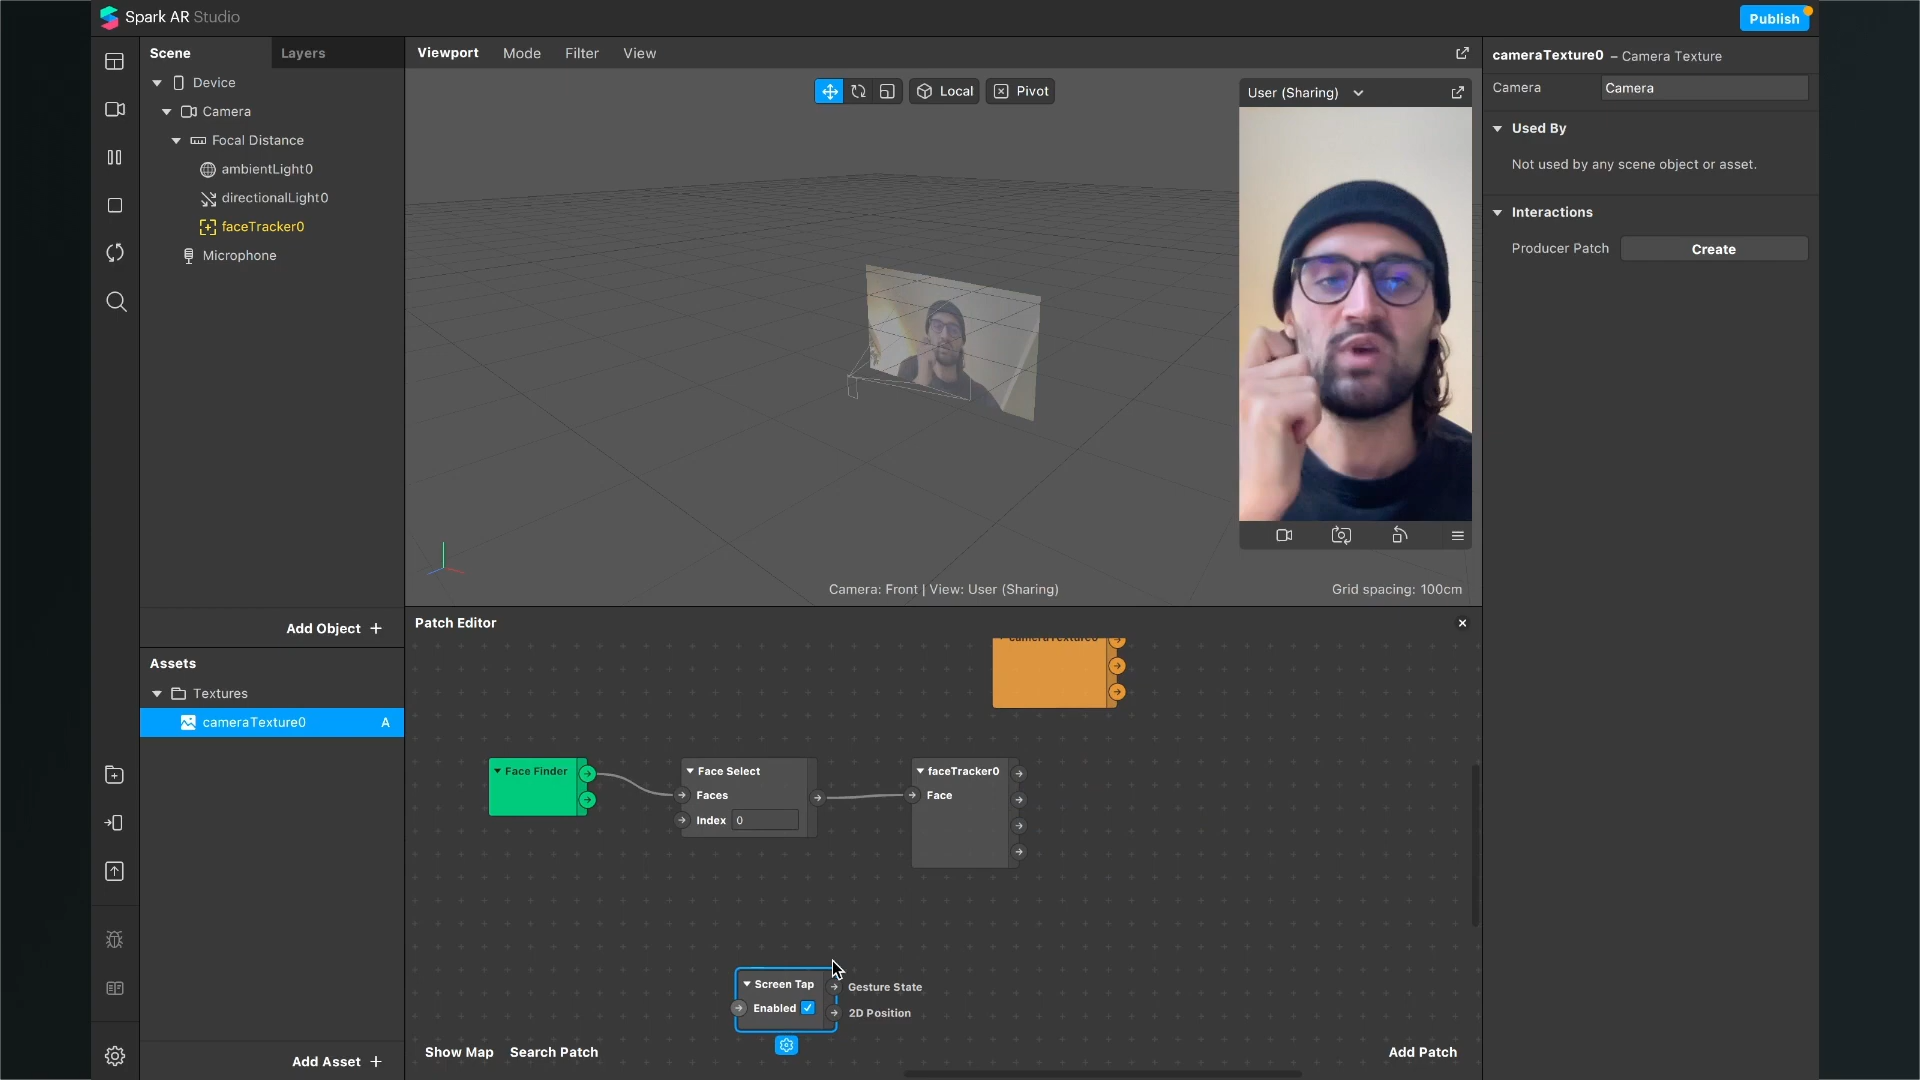 Spark AR Studio
Publish
Scene
Layers
Device
Camera
Focal Distance
ambientLight0
directionalLight0
faceTracker0
Microphone
Add Object +
Assets
Textures
cameraTexture0
A
Add Asset +
Viewport
Mode
Filter
View
Local
Pivot
User (Sharing)
Camera: Front | View: User (Sharing)
Grid spacing: 100cm
Patch Editor
cameraTexture0
Face Finder
Face Select
Faces
Index
0
faceTracker0
Face
Screen Tap
Enabled
Gesture State
2D Position
Show Map
Search Patch
Add Patch
cameraTexture0 – Camera Texture
Camera
Camera
Used By
Not used by any scene object or asset.
Interactions
Producer Patch
Create